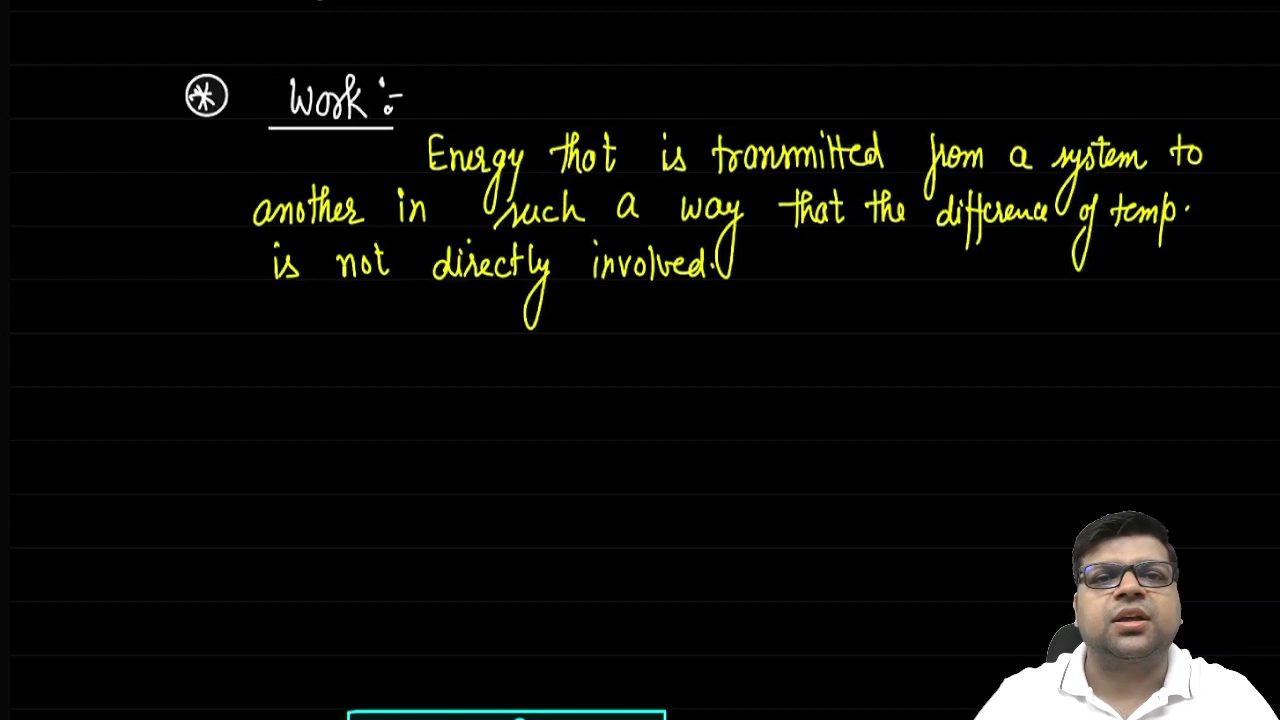 * Work :-
Energy that is transmitted from a system to
another in such a way that the difference of temp.
is not directly involved.